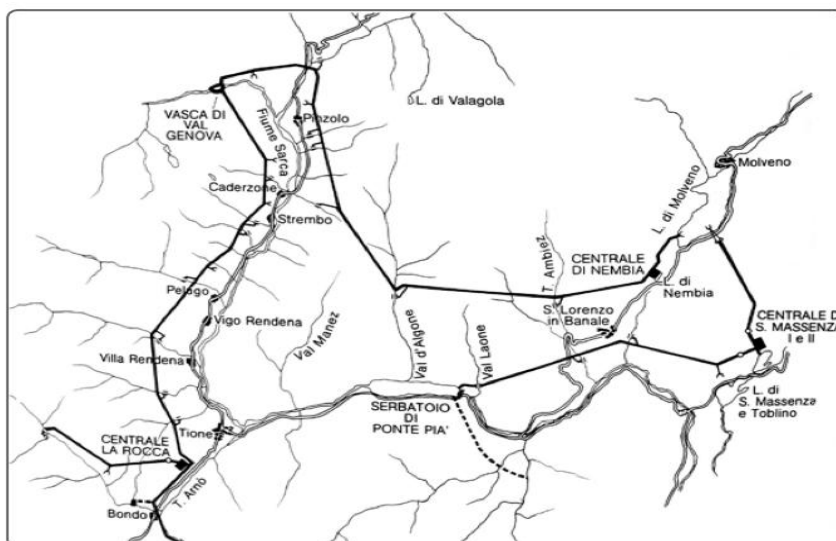 L. di Valagola
VASCA DI
VAL
GENOVA
Fiume Sarca
Pinzolo
Molveno
Caderzone
L. di Molveno
Strembo
T. Ambiez
CENTRALE
DI NEMBIA
L. di
Nembia
Pelago
S. Lorenzo
in Banale
Vigo Rendena
Val Manez
CENTRALE D
S. MASSENZA
I e II
Villa Rendena
Val d'Algone
Val Laone
L. di
S. Massenza
e Toblino
SERBATOIO
DI
PONTE PIA'
Tione
CENTRALE
LA ROCCA
T. Arnò
Bondo